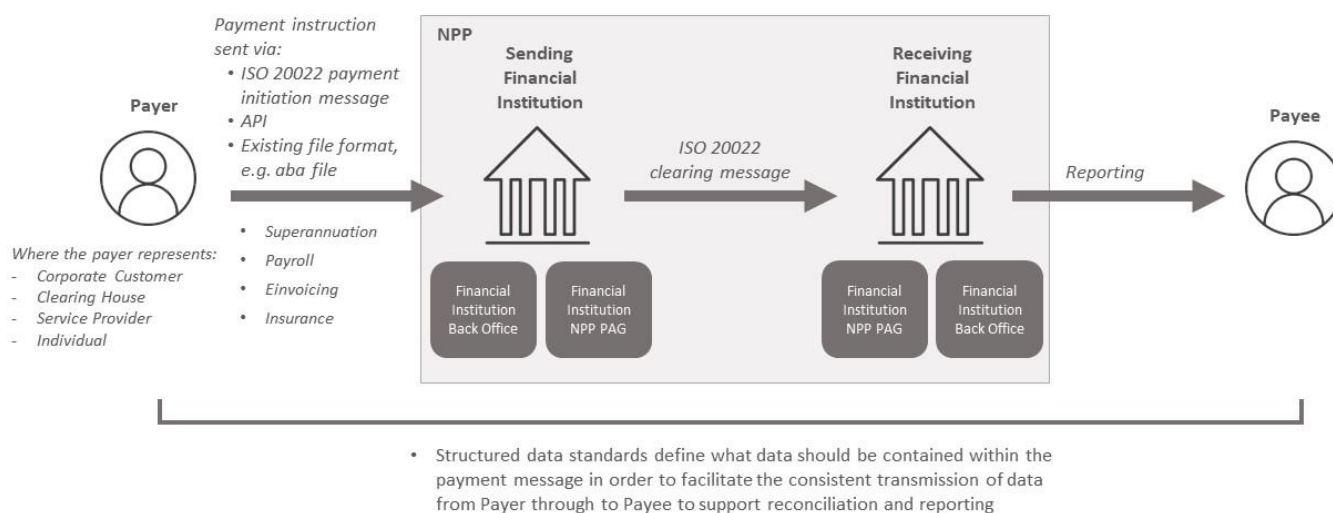 Payer
Where the payer represents:
- Corporate Customer
- Clearing House
- Service Provider
- Individual
Payment instruction
sent via:
• ISO 20022 payment
initiation message
• API
• Existing file format,
e.g. aba file
• Superannuation
• Payroll
• Einvoicing
• Insurance
NPP
Sending
Financial
Institution
Financial
Institution
Back Office
Financial
Institution
NPP PAG
ISO 20022
clearing message
Receiving
Financial
Institution
Financial
Institution
NPP PAG
Financial
Institution
Back Office
Reporting
Payee
• Structured data standards define what data should be contained within the
payment message in order to facilitate the consistent transmission of data
from Payer through to Payee to support reconciliation and reporting